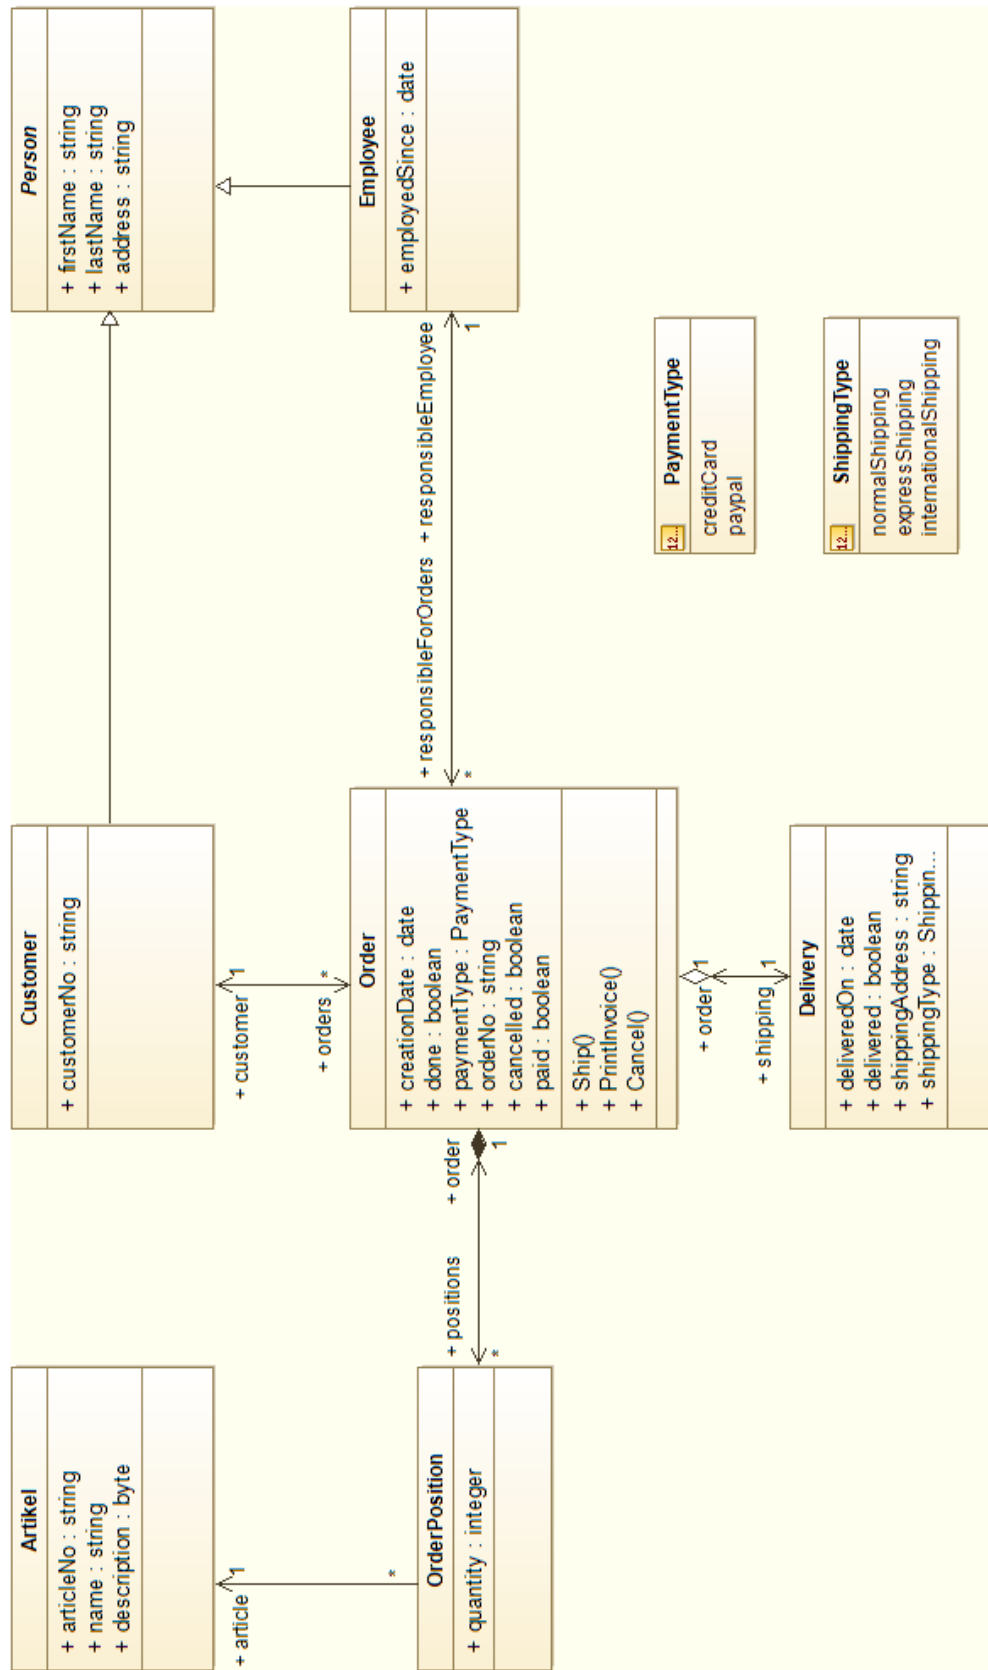 Artikel
+ articleNo : string
+ name : string
+ description : byte
Customer
+ customerNo : string
Person
+ firstName : string
+ lastName : string
+ address : string
+ article
1
*
+ customer
1
+ orders
*
OrderPosition
+ quantity : integer
+ positions
*
+ order
1
Order
+ creationDate : date
+ done : boolean
+ paymentType : PaymentType
+ orderNo : string
+ cancelled : boolean
+ paid : boolean
+ Ship()
+ PrintInvoice()
+ Cancel()
+ responsibleForOrders
*
+ responsibleEmployee
1
Employee
+ employedSince : date
+ order
1
+ shipping
1
Delivery
+ deliveredOn : date
+ delivered : boolean
+ shippingAddress : string
+ shippingType : Shippin...
12... PaymentType
creditCard
paypal
12... ShippingType
normalShipping
expressShipping
internationalShipping